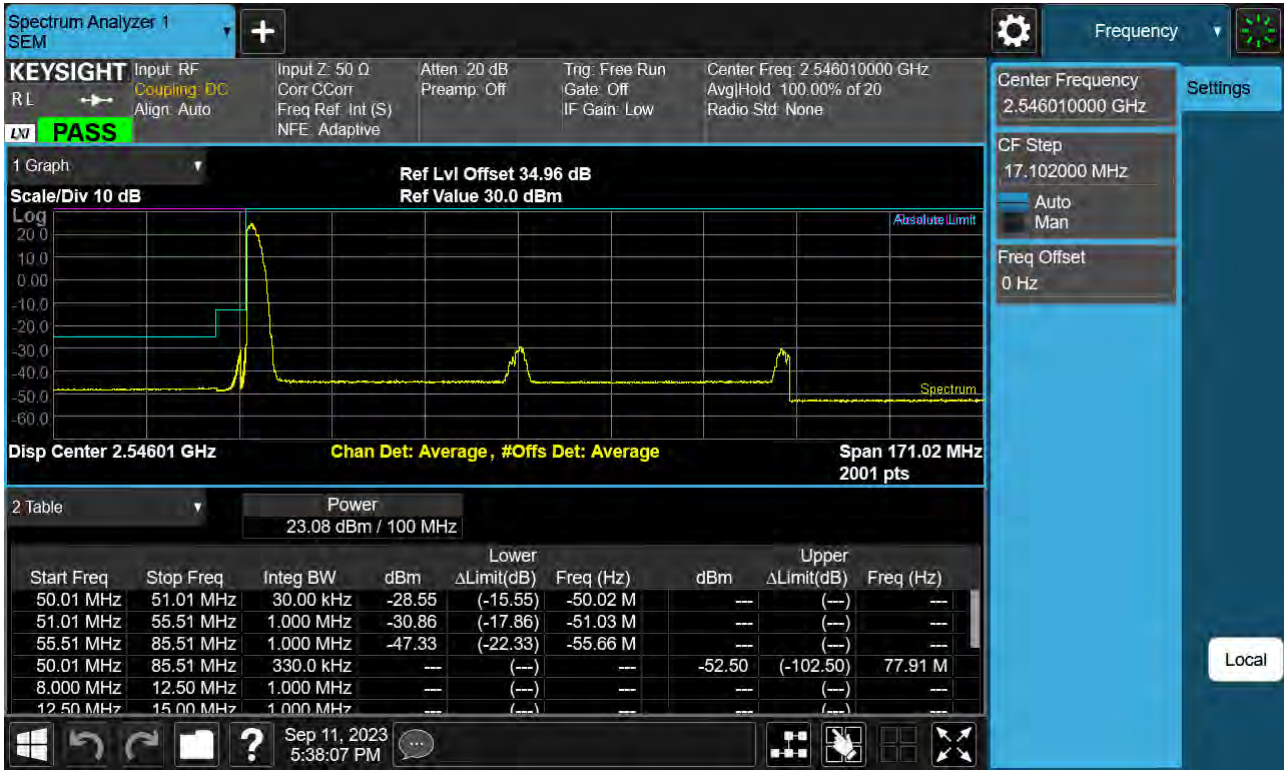 Spectrum Analyzer 1
SEM
Frequency
KEYSIGHT
R L
LXI PASS
Input: RF
Coupling: DC
Align: Auto
Input Z: 50 Ω
Corr CCorr
Freq Ref: Int (S)
NFE: Adaptive
Atten: 20 dB
Preamp: Off
Trig: Free Run
Gate: Off
IF Gain: Low
Center Freq: 2.546010000 GHz
Avg|Hold: 100.00% of 20
Radio Std: None
Center Frequency
2.546010000 GHz
Settings
CF Step
17.102000 MHz
Auto
Man
Freq Offset
0 Hz
Local
1 Graph
Scale/Div 10 dB
Ref Lvl Offset 34.96 dB
Ref Value 30.0 dBm
Log
20.0
10.0
0.00
-10.0
-20.0
-30.0
-40.0
-50.0
-60.0
Limit
Spectrum
Disp Center 2.54601 GHz
Chan Det: Average, #Offs Det: Average
Span 171.02 MHz
2001 pts
2 Table
Power
23.08 dBm / 100 MHz
Lower Upper
Start Freq Stop Freq Integ BW dBm ΔLimit(dB) Freq (Hz) dBm ΔLimit(dB) Freq (Hz)
50.01 MHz 51.01 MHz 30.00 kHz -28.55 (-15.55) -50.02 M --- (---) ---
51.01 MHz 55.51 MHz 1.000 MHz -30.86 (-17.86) -51.03 M --- (---) ---
55.51 MHz 85.51 MHz 1.000 MHz -47.33 (-22.33) -55.66 M --- (---) ---
50.01 MHz 85.51 MHz 330.0 kHz --- (---) --- -52.50 (-102.50) 77.91 M
8.000 MHz 12.50 MHz 1.000 MHz --- (---) --- --- (---) ---
12.50 MHz 15.00 MHz 1.000 MHz --- (---) --- --- (---) ---
?
Sep 11, 2023
5:38:07 PM